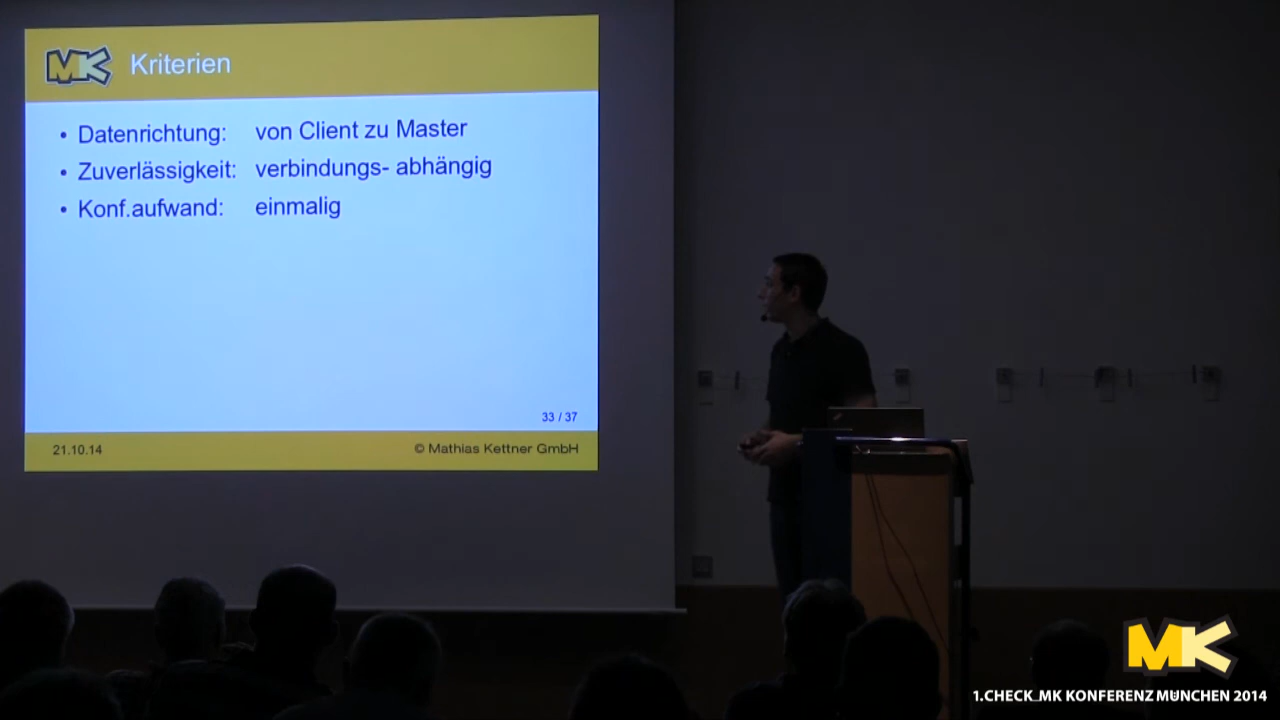 MK Kriterien
• Datenrichtung: von Client zu Master
• Zuverlässigkeit: verbindungs- abhängig
• Konf.aufwand: einmalig
33 / 37
21.10.14 © Mathias Kettner GmbH
MK
1.CHECK_MK KONFERENZ MÜNCHEN 2014